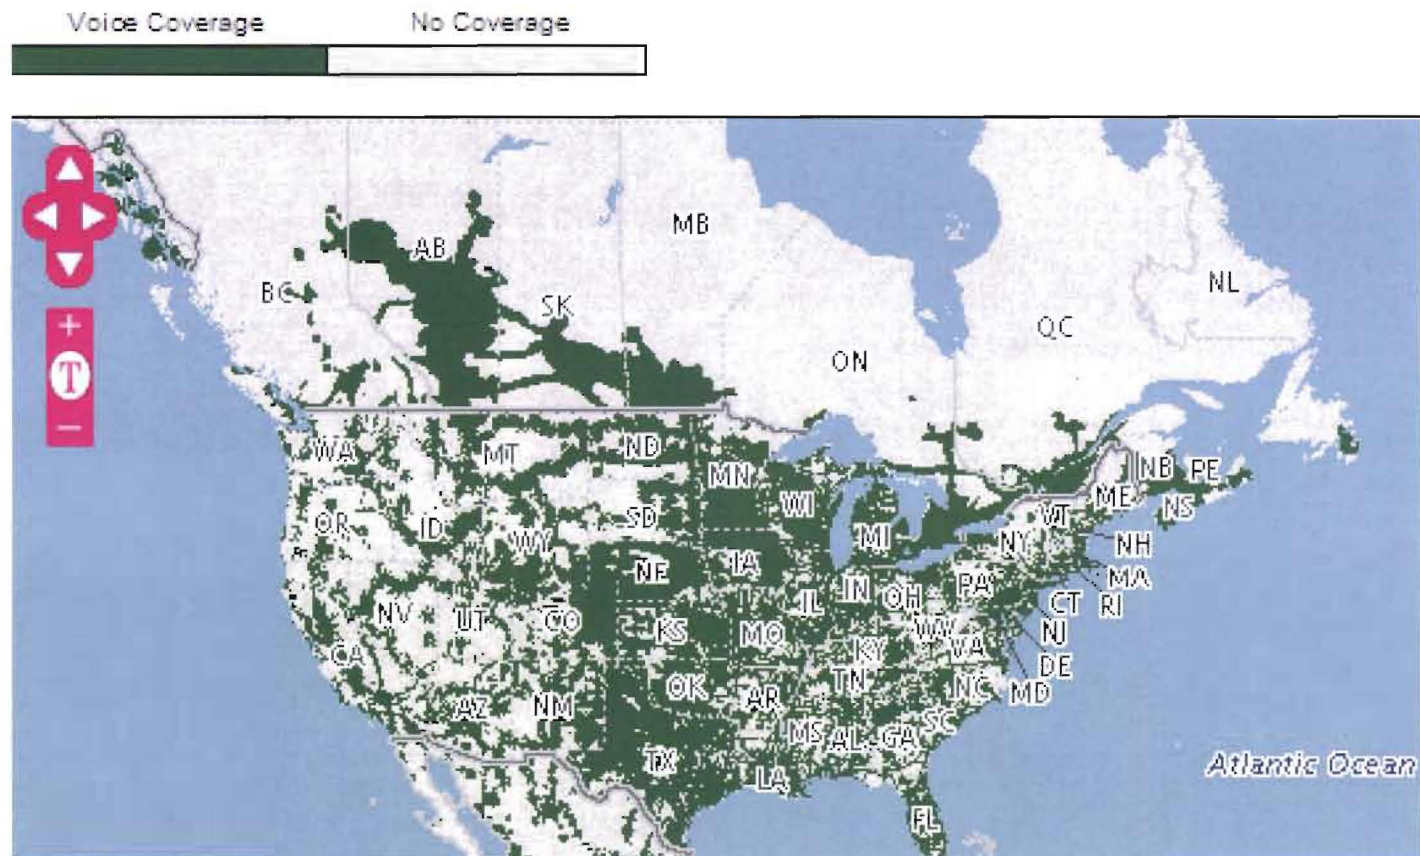 Voice Coverage
No Coverage
AB
MB
BC
SK
NL
QC
ON
+
T
−
WA
MT
ND
MN
NB
PE
ME
NS
OR
ID
WY
SD
WI
MI
VT
NY
NH
NE
IA
IN
OH
PA
MA
IL
CT
RI
NV
UT
CO
KS
MO
KY
WV
VA
NJ
CA
DE
AZ
NM
OK
AR
TN
NC
MD
MS
AL
GA
SC
TX
LA
Atlantic Ocean
FL